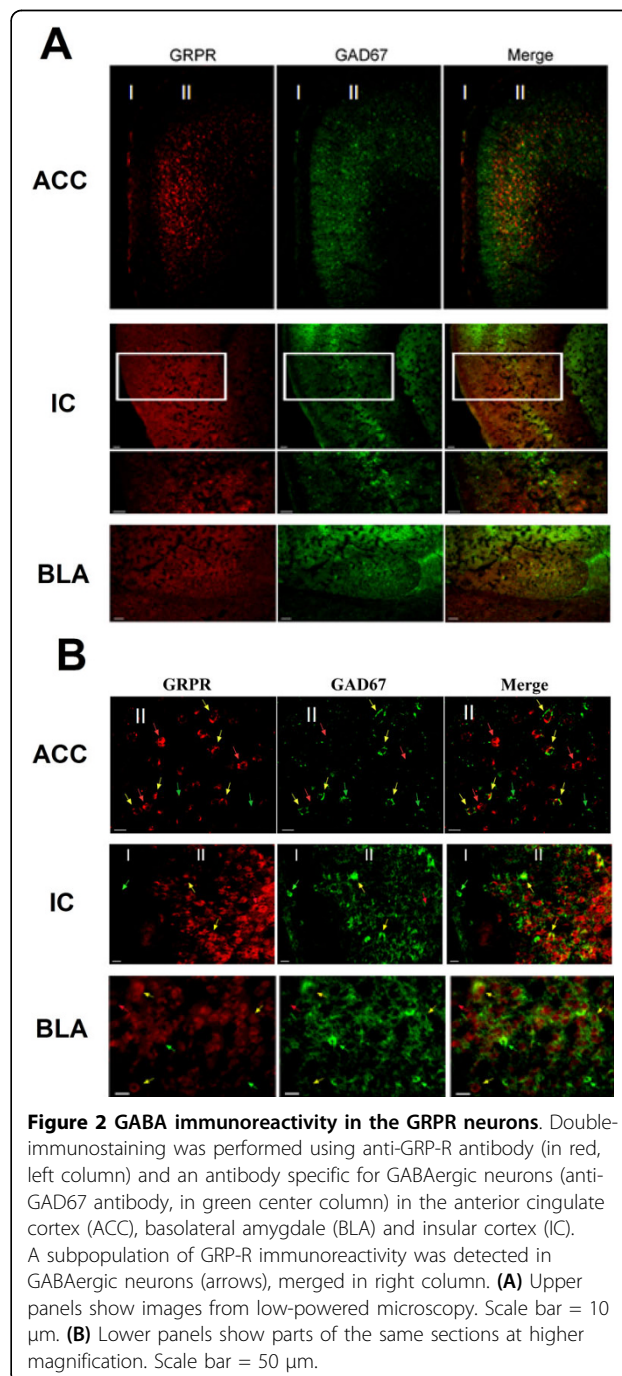 A
GRPR GAD67 Merge
I II I II I II
ACC
IC
BLA
B
GRPR GAD67 Merge
II II II
ACC
I II I II I II
IC
BLA
Figure 2 GABA immunoreactivity in the GRPR neurons. Double-
immunostaining was performed using anti-GRP-R antibody (in red,
left column) and an antibody specific for GABAergic neurons (anti-
GAD67 antibody, in green center column) in the anterior cingulate
cortex (ACC), basolateral amygdale (BLA) and insular cortex (IC).
A subpopulation of GRP-R immunoreactivity was detected in
GABAergic neurons (arrows), merged in right column. (A) Upper
panels show images from low-powered microscopy. Scale bar = 10
μm. (B) Lower panels show parts of the same sections at higher
magnification. Scale bar = 50 μm.